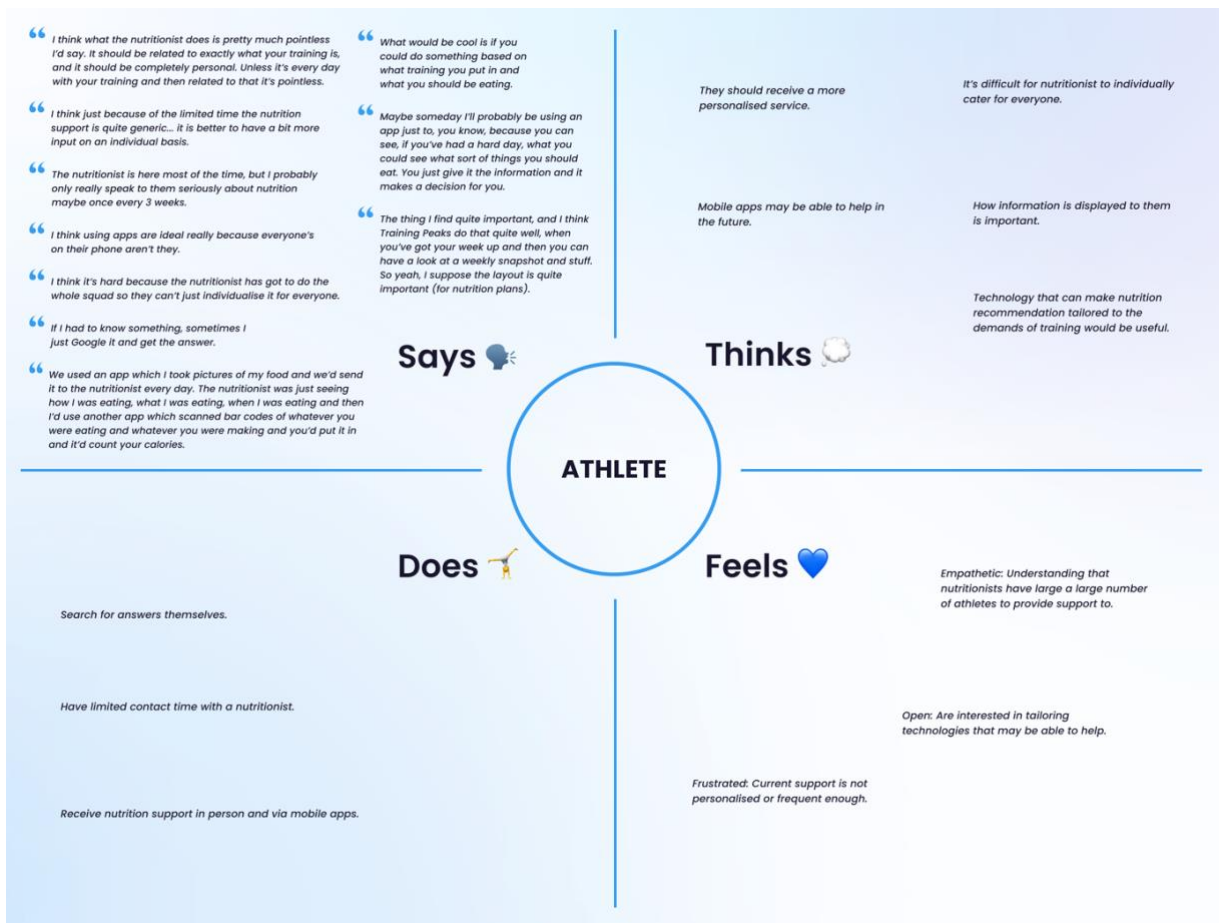 I think what the nutritionist does is pretty much pointless
I'd say. It should be related to exactly what your training is,
and it should be completely personal. Unless it's every day
with your training and then related to that it's pointless.
I think just because of the limited time the nutrition
support is quite generic... it is better to have a bit more
input on an individual basis.
The nutritionist is here most of the time, but I probably
only really speak to them seriously about nutrition
maybe once every 3 weeks.
I think using apps are ideal really because everyone's
on their phone aren't they.
I think it's hard because the nutritionist has got to do the
whole squad so they can't just individualise it for everyone.
If I had to know something, sometimes I
just Google it and get the answer.
We used an app which I took pictures of my food and we'd send
it to the nutritionist every day. The nutritionist was just seeing
how I was eating, what I was eating, when I was eating and then
I'd use another app which scanned bar codes of whatever you
were eating and whatever you were making and you'd put it in
and it'd count your calories.
What would be cool is if you
could do something based on
what training you put in and
what you should be eating.
Maybe someday I'll probably be using an
app just to, you know, because you can
see, if you've had a hard day, what you
could see what sort of things you should
eat. You just give it the information and it
makes a decision for you.
The thing I find quite important, and I think
Training Peaks do that quite well, when
you've got your week up and then you can
have a look at a weekly snapshot and stuff.
So yeah, I suppose the layout is quite
important (for nutrition plans).
Says
They should receive a more
personalised service.
It's difficult for nutritionist to individually
cater for everyone.
Mobile apps may be able to help in
the future.
How information is displayed to them
is important.
Technology that can make nutrition
recommendation tailored to the
demands of training would be useful.
Thinks
ATHLETE
Does
Search for answers themselves.
Have limited contact time with a nutritionist.
Receive nutrition support in person and via mobile apps.
Feels
Empathetic: Understanding that
nutritionists have large a large number
of athletes to provide support to.
Open: Are interested in tailoring
technologies that may be able to help.
Frustrated: Current support is not
personalised or frequent enough.